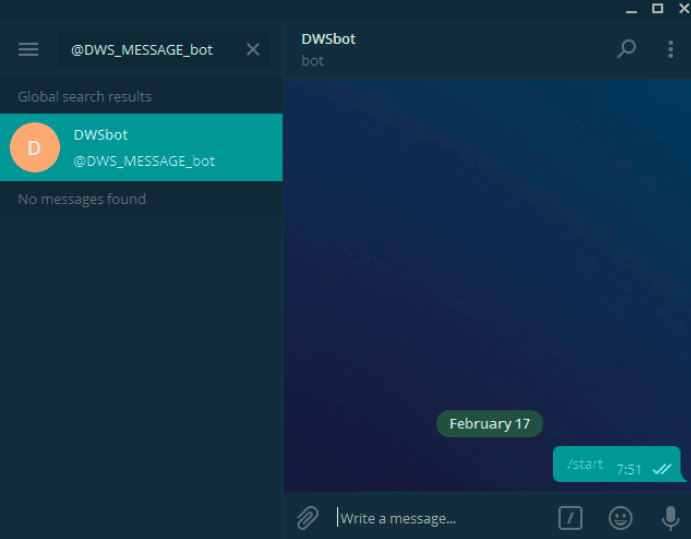 @DWS_MESSAGE_bot
Global search results
D
DWSbot
@DWS_MESSAGE_bot
No messages found
DWSbot
bot
February 17
/start 7:51
Write a message...